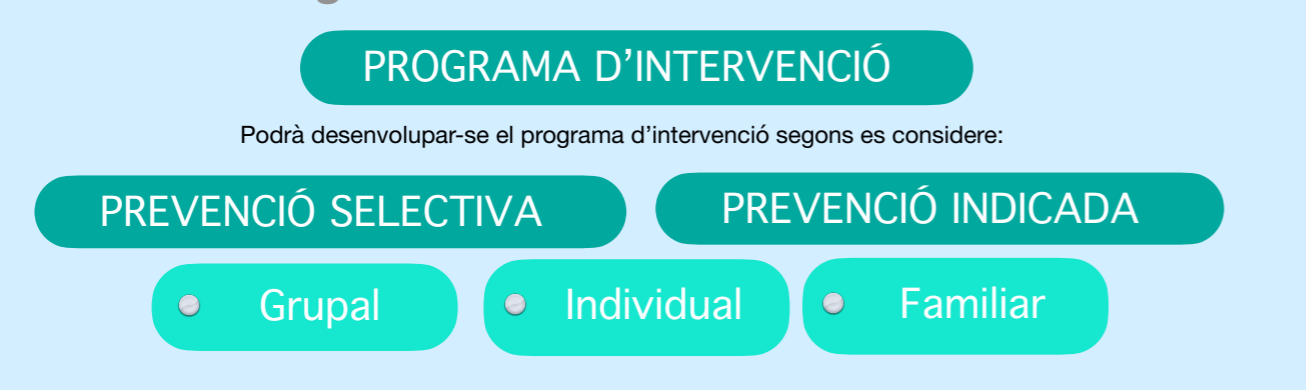 PROGRAMA D’INTERVENCIÓ
Podrà desenvolupar-se el programa d’intervenció segons es considere:
PREVENCIÓ SELECTIVA
PREVENCIÓ INDICADA
Grupal
Individual
Familiar